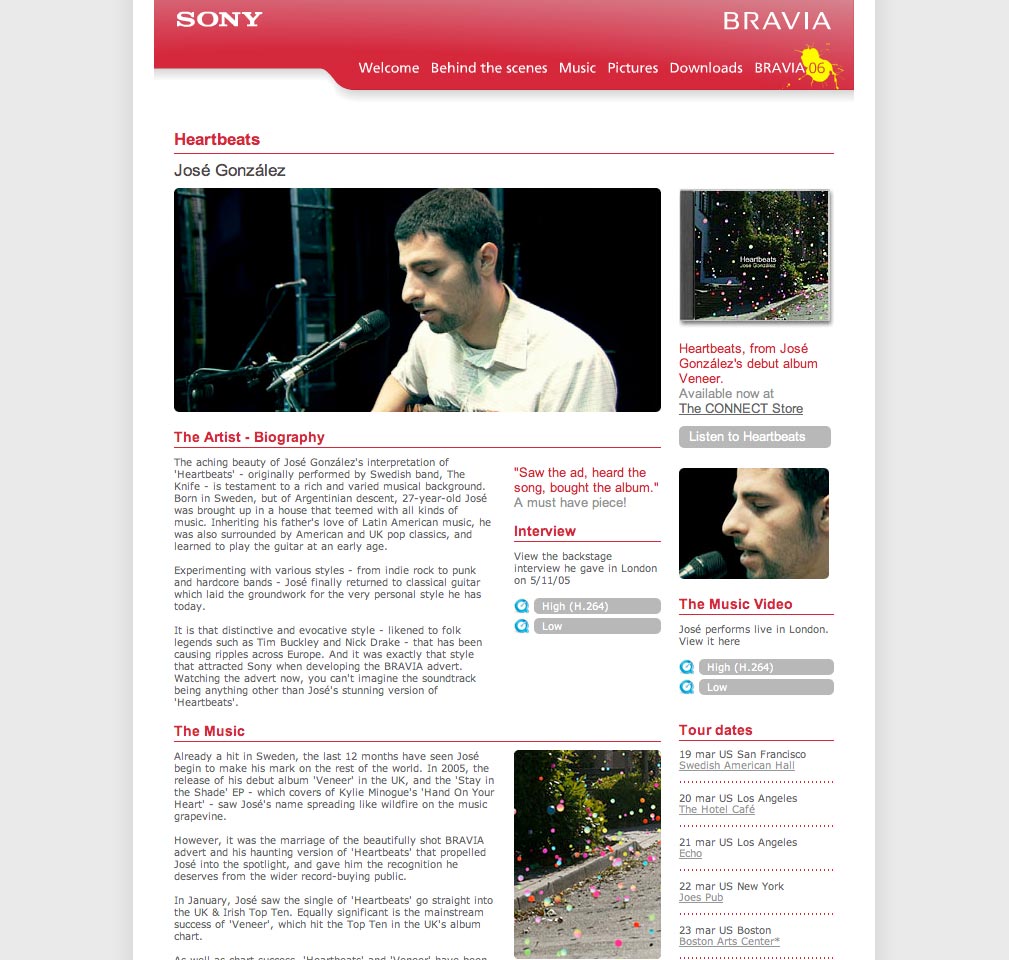 SONY
BRAVIA
Welcome Behind the scenes Music Pictures Downloads BRAVIA 06
Heartbeats
José González
Heartbeats
José González
Heartbeats, from José
González's debut album
Veneer.
Available now at
The CONNECT Store
Listen to Heartbeats
The Artist - Biography
The aching beauty of José González's interpretation of
'Heartbeats' - originally performed by Swedish band, The
Knife - is testament to a rich and varied musical background.
Born in Sweden, but of Argentinian descent, 27-year-old José
was brought up in a house that teemed with all kinds of
music. Inheriting his father's love of Latin American music, he
was also surrounded by American and UK pop classics, and
learned to play the guitar at an early age.
Experimenting with various styles - from indie rock to punk
and hardcore bands - José finally returned to classical guitar
which laid the groundwork for the very personal style he has
today.
It is that distinctive and evocative style - likened to folk
legends such as Tim Buckley and Nick Drake - that has been
causing ripples across Europe. And it was exactly that style
that attracted Sony when developing the BRAVIA advert.
Watching the advert now, you can't imagine the soundtrack
being anything other than José's stunning version of
'Heartbeats'.
"Saw the ad, heard the
song, bought the album."
A must have piece!
Interview
View the backstage
interview he gave in London
on 5/11/05
High (H.264)
Low
The Music Video
José performs live in London.
View it here
High (H.264)
Low
The Music
Already a hit in Sweden, the last 12 months have seen José
begin to make his mark on the rest of the world. In 2005, the
release of his debut album 'Veneer' in the UK, and the 'Stay in
the Shade' EP - which covers of Kylie Minogue's 'Hand On Your
Heart' - saw José's name spreading like wildfire on the music
grapevine.
However, it was the marriage of the beautifully shot BRAVIA
advert and his haunting version of 'Heartbeats' that propelled
José into the spotlight, and gave him the recognition he
deserves from the wider record-buying public.
In January, José saw the single of 'Heartbeats' go straight into
the UK & Irish Top Ten. Equally significant is the mainstream
success of 'Veneer', which hit the Top Ten in the UK's album
chart.
As well as chart success, 'Heartbeats' and 'Veneer' have been
Tour dates
19 mar US San Francisco
Swedish American Hall
20 mar US Los Angeles
The Hotel Café
21 mar US Los Angeles
Echo
22 mar US New York
Joes Pub
23 mar US Boston
Boston Arts Center*